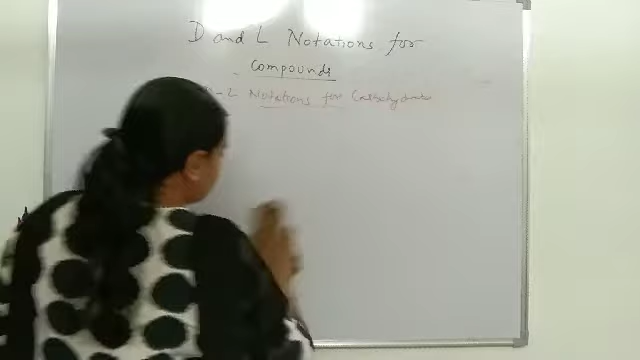 D and L Notations for
compounds
D-L Notations for Carbohydrates